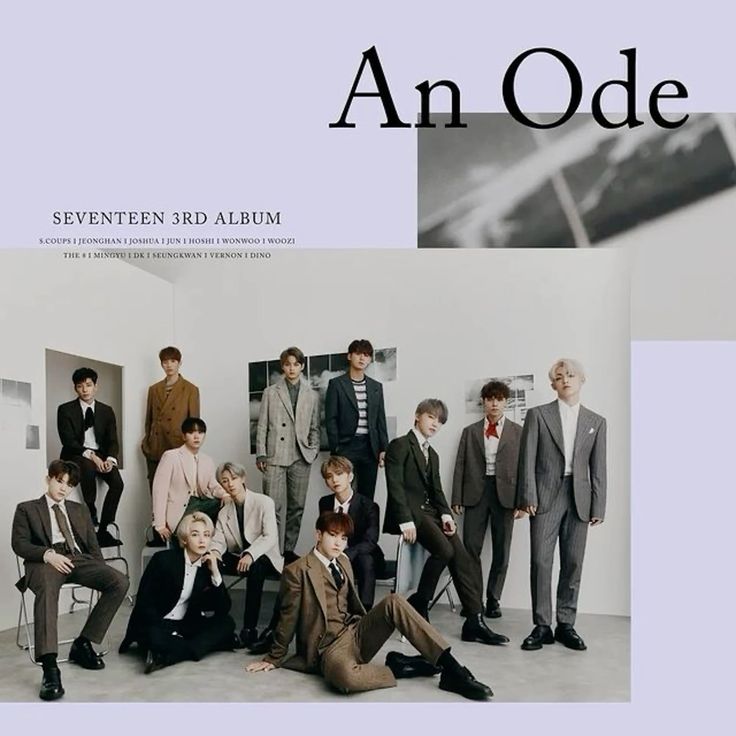 An Ode
SEVENTEEN 3RD ALBUM
S.COUPS I JEONGHAN I JOSHUA I JUN I HOSHI I WONWOO I WOOZI
THE 8 I MINGYU I DK I SEUNGKWAN I VERNON I DINO